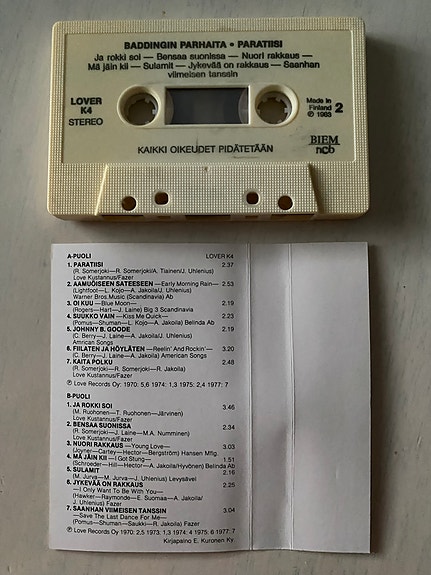 BADDINGIN PARHAITA • PARATIISI
Ja rokki soi — Bensaa suonissa — Nuori rakkaus —
Mä jäin kii — Sulamit — Jykevää on rakkaus — Saanhan
viimeisen tanssin
LOVER
K4
STEREO
Made in
Finland
℗ 1983
2
BIEM
ncb
KAIKKI OIKEUDET PIDÄTETÄÄN
A-PUOLI LOVER K4
1. PARATIISI 2.37
(R. Somerjoki—R. Somerjoki/A. Tiainen/J. Uhlenius)
Love Kustannus/Fazer
2. AAMUÖISEEN SATEESEEN —Early Morning Rain— 2.53
(Lightfoot—L. Kojo—A. Jakoila/J. Uhlenius)
Warner Bros.Music (Scandinavia) Ab
3. OI KUU —Blue Moon— 2.19
(Rogers—Hart—J. Laine) Big 3 Scandinavia
4. SUUKKO VAIN —Kiss Me Quick— 2.23
(Pomus—Shuman—L. Kojo—A. Jakoila) Belinda Ab
5. JOHNNY B. GOODE 2.19
(C. Berry—J. Laine—A. Jakoila/J. Uhlenius)
Amrican Songs
6. FIILATEN JA HÖYLÄTEN —Reelin' And Rockin'— 3.20
(C. Berry—J. Laine—A. Jakoila) American Songs
7. KAITA POLKU 2.48
(R. Somerjoki—R. Somerjoki—R. Jakoila)
Love Kustannus/Fazer
℗ Love Records Oy: 1970: 5,6 1974: 1,3 1975: 2,4 1977: 7
B-PUOLI
1. JA ROKKI SOI 3.46
(M. Ruohonen—T. Ruohonen—Järvinen)
Love Kustannus/Fazer
2. BENSAA SUONISSA 2.34
(R. Somerjoki—J. Laine—M.A. Numminen)
Love Kustannus/Fazer
3. NUORI RAKKAUS —Young Love— 3.03
(Joyner—Cartey—Hector—Bergström) Hansen Mflg.
4. MÄ JÄIN KII —I Got Stung— 1.51
(Schroeder—Hill—Hector—A. Jakoila/Hyvönen) Belinda Ab
5. SULAMIT 2.16
(M. Jurva—M. Jurva—J. Uhlenius) Levysävel
6. JYKEVÄÄ ON RAKKAUS 2.25
—I Only Want To Be With You—
(Hawker—Raymonde—E. Suomaa—A. Jakoila/
J. Uhlenius) Fazer
7. SAANHAN VIIMEISEN TANSSIN 3.04
—Save The Last Dance For Me—
(Pomus—Shuman—Saukki—R. Jakoila) Fazer
℗ Love Records Oy 1970: 2,5 1973: 1,3 1974: 4 1975: 6 1977: 7
Kirjapaino E. Kuronen Ky.